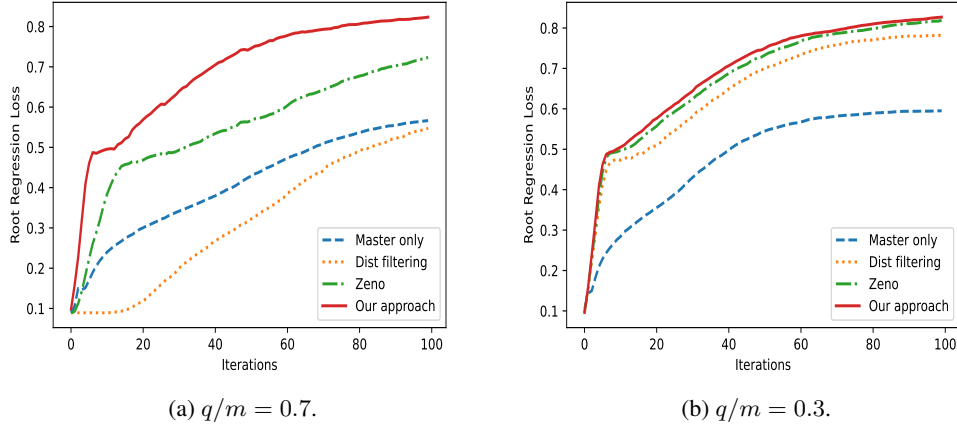 0.8
0.7
0.6
0.5
0.4
0.3
0.2
0.1
Root Regression Loss
0 20 40 60 80 100
Iterations
Master only
Dist filtering
Zeno
Our approach
(a) q/m = 0.7.
0.8
0.7
0.6
0.5
0.4
0.3
0.2
0.1
Root Regression Loss
0 20 40 60 80 100
Iterations
Master only
Dist filtering
Zeno
Our approach
(b) q/m = 0.3.